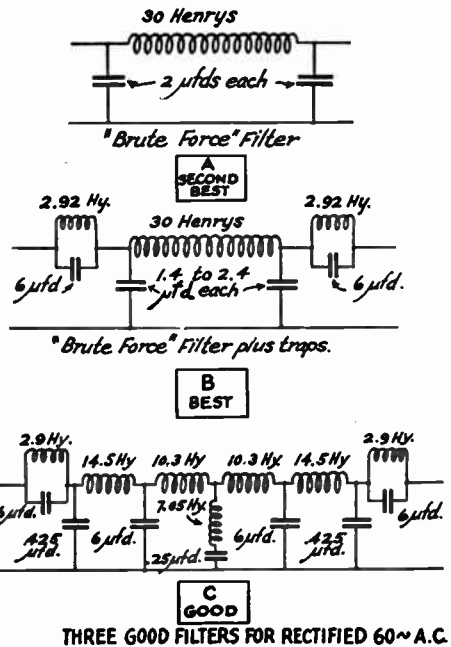 30 Henrys
2 µfds each
"Brute Force" Filter
A
SECOND
BEST
2.92 Hy.
30 Henrys
2.92 Hy.
6 µfd.
1.4 to 2.4
µfd each
6 µfd.
"Brute Force" Filter plus traps.
B
BEST
2.9 Hy.
14.5 Hy
10.3 Hy
10.3 Hy
14.5 Hy
2.9 Hy.
6 µfd.
.425
µfd.
6 µfd.
7.05 Hy.
.25 µfd.
6 µfd.
.425
µfd.
6 µfd.
C
GOOD
THREE GOOD FILTERS FOR RECTIFIED 60~ A.C.